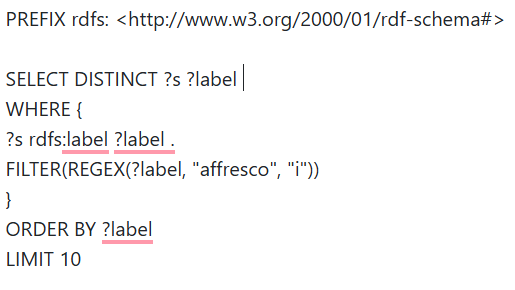 PREFIX rdfs: <http://www.w3.org/2000/01/rdf-schema#>
SELECT DISTINCT ?s ?label
WHERE {
?s rdfs:label ?label .
FILTER(REGEX(?label, "affresco", "i"))
}
ORDER BY ?label
LIMIT 10